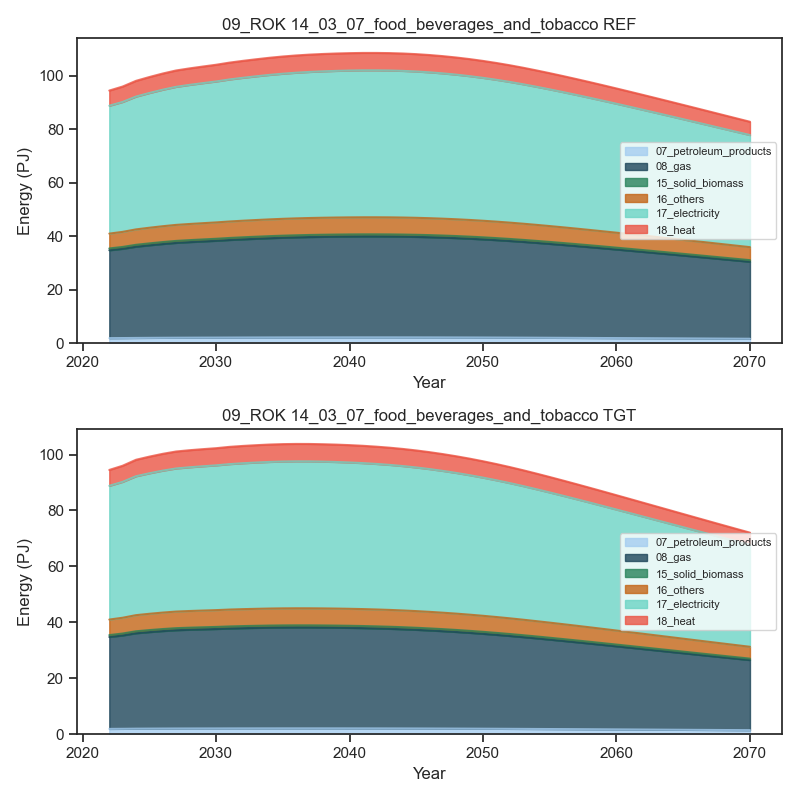 09_ROK 14_03_07_food_beverages_and_tobacco REF
100
80
60
40
20
0
Energy (PJ)
07_petroleum_products
08_gas
15_solid_biomass
16_others
17_electricity
18_heat
2020 2030 2040 2050 2060 2070
Year
09_ROK 14_03_07_food_beverages_and_tobacco TGT
100
80
60
40
20
0
Energy (PJ)
07_petroleum_products
08_gas
15_solid_biomass
16_others
17_electricity
18_heat
2020 2030 2040 2050 2060 2070
Year